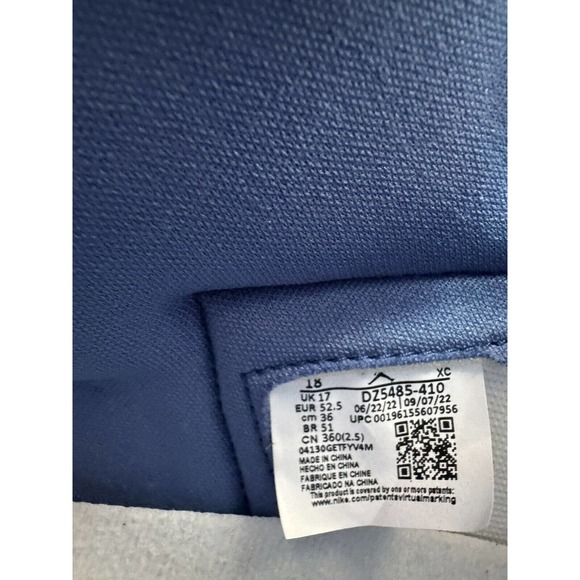 18 XC
UK 17 DZ5485-410
EUR 52.5 06/22/22 09/07/22
cm 36 UPC 00196155607956
BR 51
CN 360(2.5)
04130GETFYV4M
MADE IN CHINA
HECHO EN CHINA
FABRIQUE EN CHINE
FABRICADO NA CHINA
This product is covered by one or more patents:
www.nike.com/patentsvirtualmarking